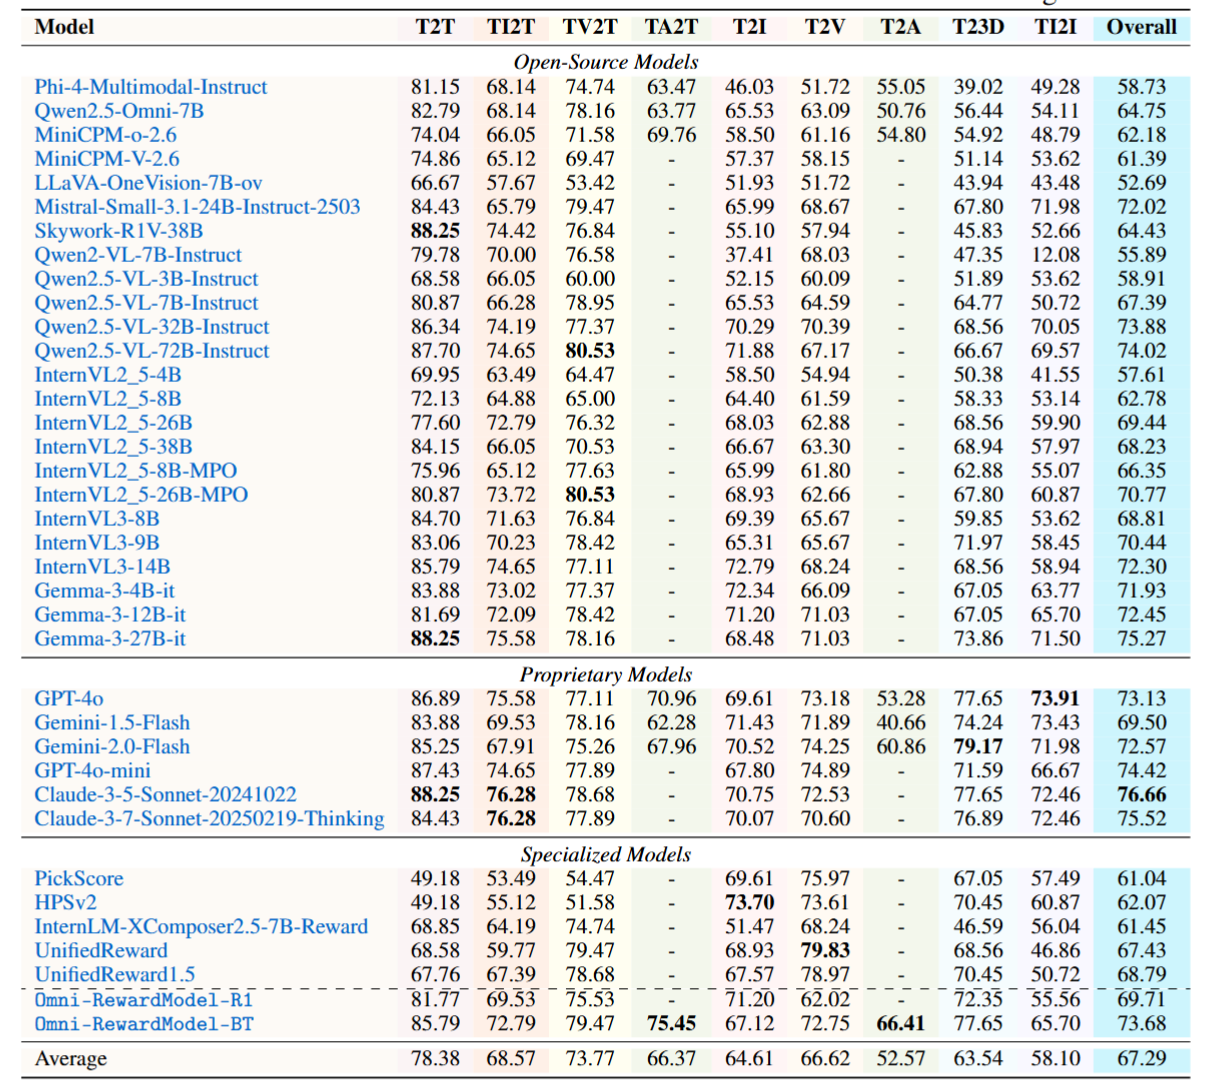 Model T2T TI2T TV2T TA2T T2I T2V T2A T23D TI2I Overall
Open-Source Models
Phi-4-Multimodal-Instruct 81.15 68.14 74.74 63.47 46.03 51.72 55.05 39.02 49.28 58.73
Qwen2.5-Omni-7B 82.79 68.14 78.16 63.77 65.53 63.09 50.76 56.44 54.11 64.75
MiniCPM-o-2.6 74.04 66.05 71.58 69.76 58.50 61.16 54.80 54.92 48.79 62.18
MiniCPM-V-2.6 74.86 65.12 69.47 - 57.37 58.15 - 51.14 53.62 61.39
LLaVA-OneVision-7B-ov 66.67 57.67 53.42 - 51.93 51.72 - 43.94 43.48 52.69
Mistral-Small-3.1-24B-Instruct-2503 84.43 65.79 79.47 - 65.99 68.67 - 67.80 71.98 72.02
Skywork-R1V-38B 88.25 74.42 76.84 - 55.10 57.94 - 45.83 52.66 64.43
Qwen2-VL-7B-Instruct 79.78 70.00 76.58 - 37.41 68.03 - 47.35 12.08 55.89
Qwen2.5-VL-3B-Instruct 68.58 66.05 60.00 - 52.15 60.09 - 51.89 53.62 58.91
Qwen2.5-VL-7B-Instruct 80.87 66.28 78.95 - 65.53 64.59 - 64.77 50.72 67.39
Qwen2.5-VL-32B-Instruct 86.34 74.19 77.37 - 70.29 70.39 - 68.56 70.05 73.88
Qwen2.5-VL-72B-Instruct 87.70 74.65 80.53 - 71.88 67.17 - 66.67 69.57 74.02
InternVL2_5-4B 69.95 63.49 64.47 - 58.50 54.94 - 50.38 41.55 57.61
InternVL2_5-8B 72.13 64.88 65.00 - 64.40 61.59 - 58.33 53.14 62.78
InternVL2_5-26B 77.60 72.79 76.32 - 68.03 62.88 - 68.56 59.90 69.44
InternVL2_5-38B 84.15 66.05 70.53 - 66.67 63.30 - 68.94 57.97 68.23
InternVL2_5-8B-MPO 75.96 65.12 77.63 - 65.99 61.80 - 62.88 55.07 66.35
InternVL2_5-26B-MPO 80.87 73.72 80.53 - 68.93 62.66 - 67.80 60.87 70.77
InternVL3-8B 84.70 71.63 76.84 - 69.39 65.67 - 59.85 53.62 68.81
InternVL3-9B 83.06 70.23 78.42 - 65.31 65.67 - 71.97 58.45 70.44
InternVL3-14B 85.79 74.65 77.11 - 72.79 68.24 - 68.56 58.94 72.30
Gemma-3-4B-it 83.88 73.02 77.37 - 72.34 66.09 - 67.05 63.77 71.93
Gemma-3-12B-it 81.69 72.09 78.42 - 71.20 71.03 - 67.05 65.70 72.45
Gemma-3-27B-it 88.25 75.58 78.16 - 68.48 71.03 - 73.86 71.50 75.27
Proprietary Models
GPT-4o 86.89 75.58 77.11 70.96 69.61 73.18 53.28 77.65 73.91 73.13
Gemini-1.5-Flash 83.88 69.53 78.16 62.28 71.43 71.89 40.66 74.24 73.43 69.50
Gemini-2.0-Flash 85.25 67.91 75.26 67.96 70.52 74.25 60.86 79.17 71.98 72.57
GPT-4o-mini 87.43 74.65 77.89 - 67.80 74.89 - 71.59 66.67 74.42
Claude-3-5-Sonnet-20241022 88.25 76.28 78.68 - 70.75 72.53 - 77.65 72.46 76.66
Claude-3-7-Sonnet-20250219-Thinking 84.43 76.28 77.89 - 70.07 70.60 - 76.89 72.46 75.52
Specialized Models
PickScore 49.18 53.49 54.47 - 69.61 75.97 - 67.05 57.49 61.04
HPSv2 49.18 55.12 51.58 - 73.70 73.61 - 70.45 60.87 62.07
InternLM-XComposer2.5-7B-Reward 68.85 64.19 74.74 - 51.47 68.24 - 46.59 56.04 61.45
UnifiedReward 68.58 59.77 79.47 - 68.93 79.83 - 68.56 46.86 67.43
UnifiedReward1.5 67.76 67.39 78.68 - 67.57 78.97 - 70.45 50.72 68.79
Omni-RewardModel-R1 81.77 69.53 75.53 - 71.20 62.02 - 72.35 55.56 69.71
Omni-RewardModel-BT 85.79 72.79 79.47 75.45 67.12 72.75 66.41 77.65 65.70 73.68
Average 78.38 68.57 73.77 66.37 64.61 66.62 52.57 63.54 58.10 67.29